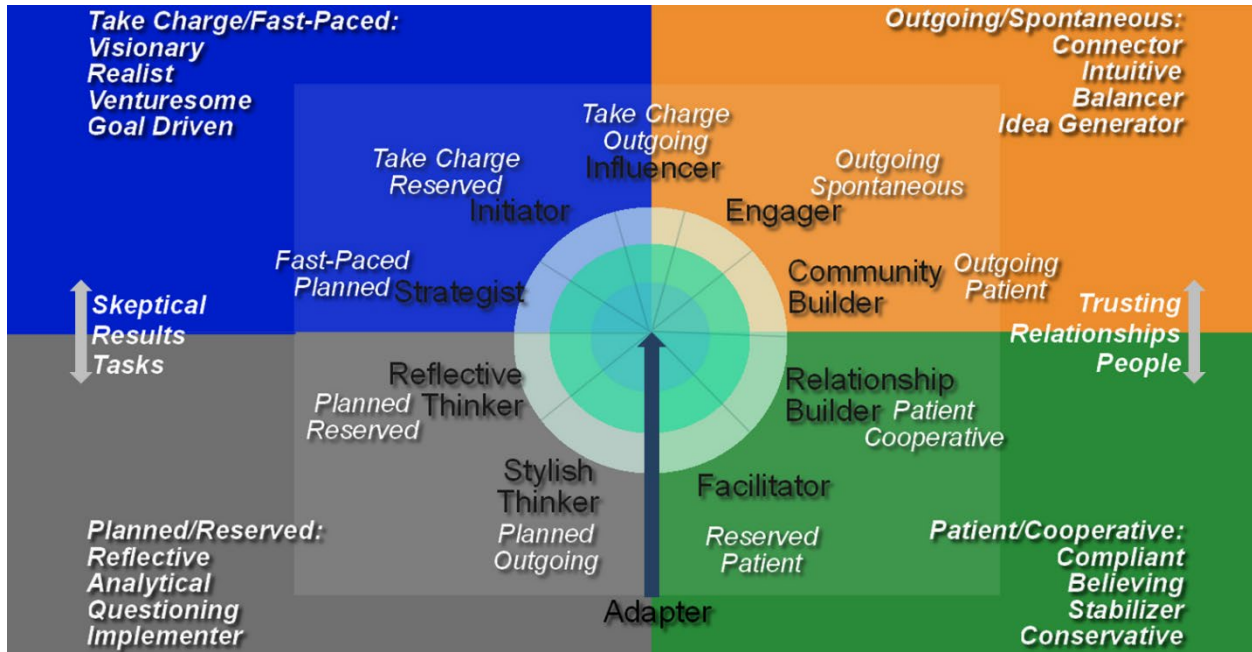 Take Charge/Fast-Paced:
Visionary
Realist
Venturesome
Goal Driven
Outgoing/Spontaneous:
Connector
Intuitive
Balancer
Idea Generator
Take Charge
Outgoing
Influencer
Take Charge
Reserved
Initiator
Outgoing
Spontaneous
Engager
Fast-Paced
Planned
Strategist
Community
Builder
Outgoing
Patient
Skeptical
Results
Tasks
Trusting
Relationships
People
Reflective
Thinker
Planned
Reserved
Relationship
Builder
Patient
Cooperative
Stylish
Thinker
Planned
Outgoing
Facilitator
Reserved
Patient
Adapter
Planned/Reserved:
Reflective
Analytical
Questioning
Implementer
Patient/Cooperative:
Compliant
Believing
Stabilizer
Conservative